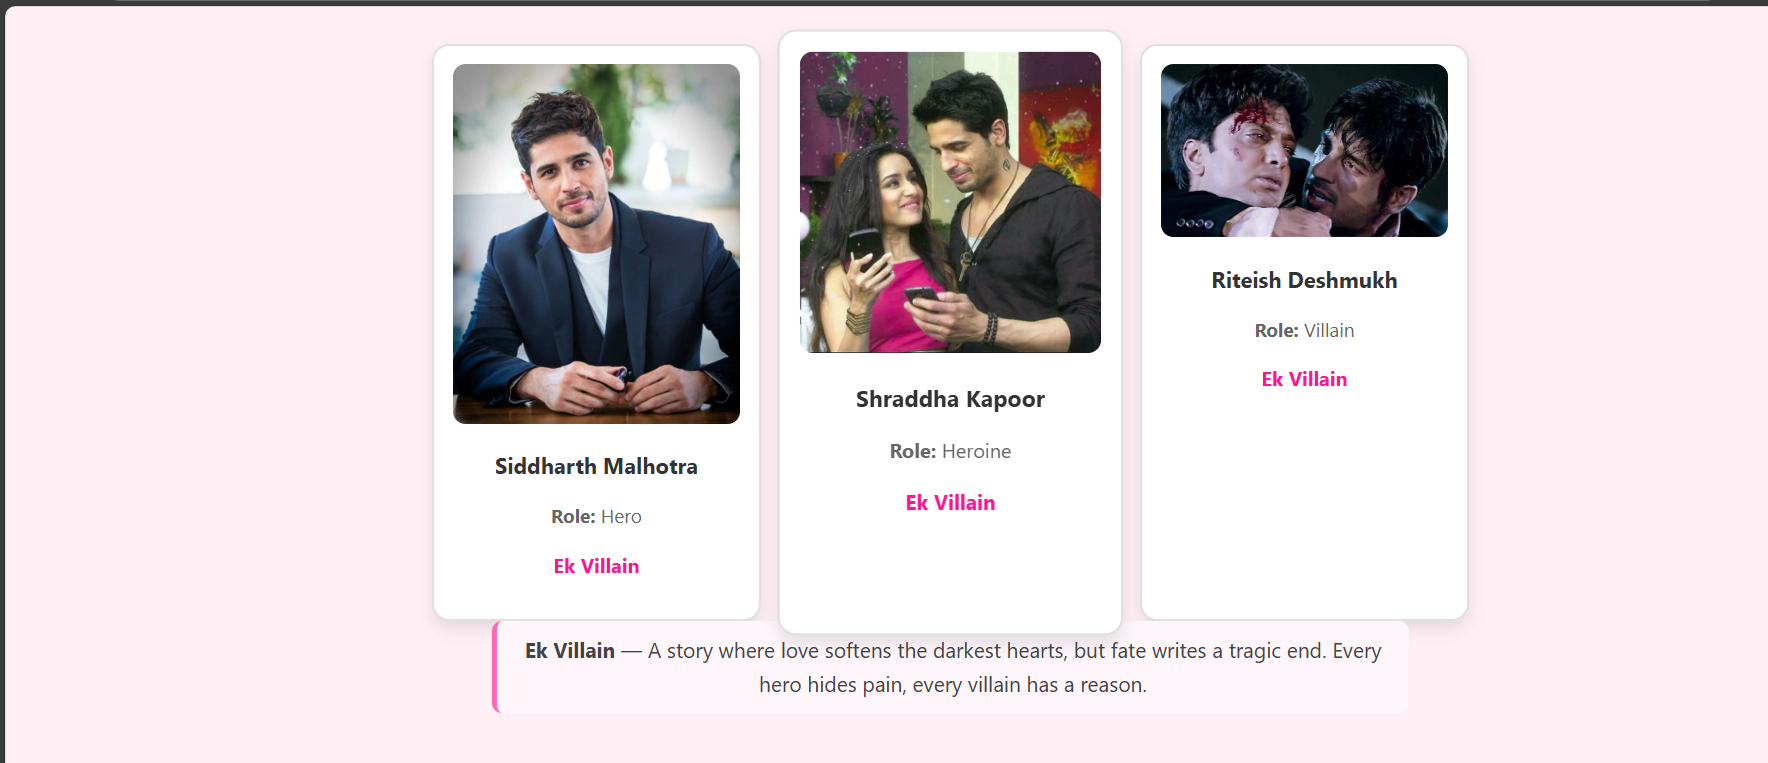 Siddharth Malhotra
Role: Hero
Ek Villain
Shraddha Kapoor
Role: Heroine
Ek Villain
Riteish Deshmukh
Role: Villain
Ek Villain
Ek Villain — A story where love softens the darkest hearts, but fate writes a tragic end. Every
hero hides pain, every villain has a reason.